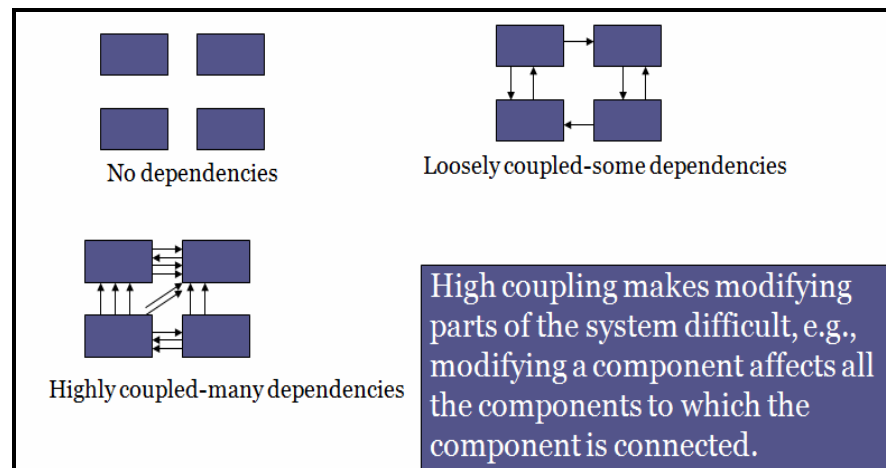 No dependencies
Loosely coupled-some dependencies
Highly coupled-many dependencies
High coupling makes modifying
parts of the system difficult, e.g.,
modifying a component affects all
the components to which the
component is connected.